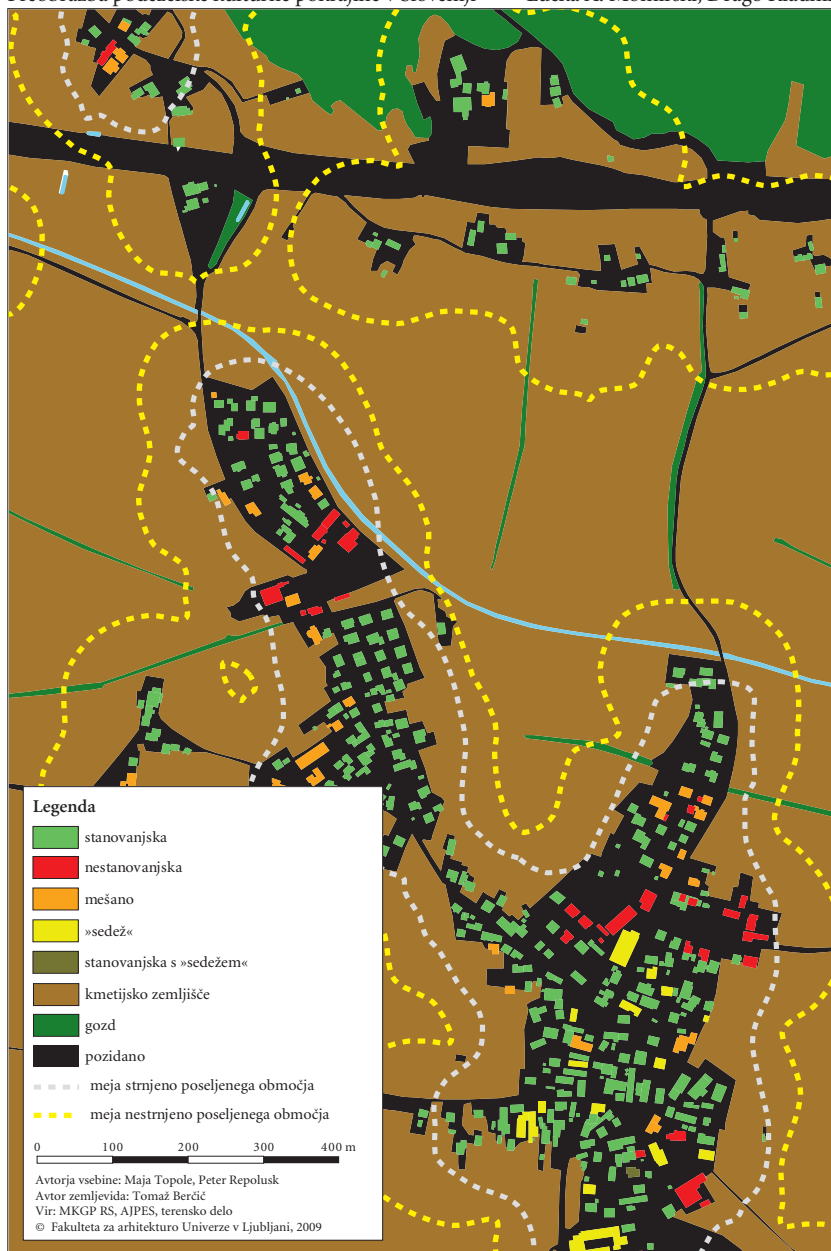 Legenda
stanovanjska
nestanovanjska
mešano
»sedež«
stanovanjska s »sedežem«
kmetijsko zemljišče
gozd
pozidano
meja strnjeno poseljenega območja
meja nestrnjeno poseljenega območja
0 100 200 300 400 m
Avtorja vsebine: Maja Topole, Peter Repolusk
Avtor zemljevida: Tomaž Berčič
Vir: MKGP RS, AJPES, terensko delo
© Fakulteta za arhitekturo Univerze v Ljubljani, 2009